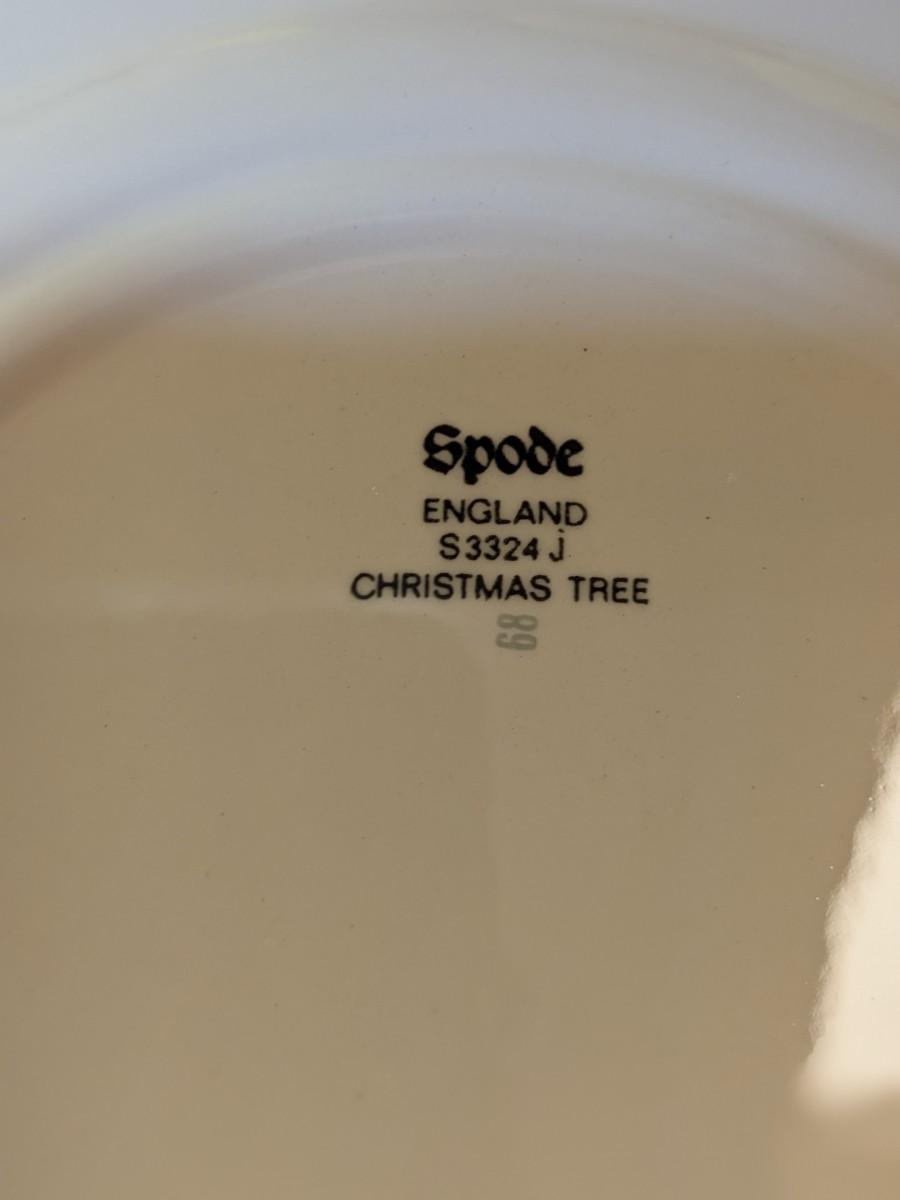 Spode
ENGLAND
S3324 j
CHRISTMAS TREE
68